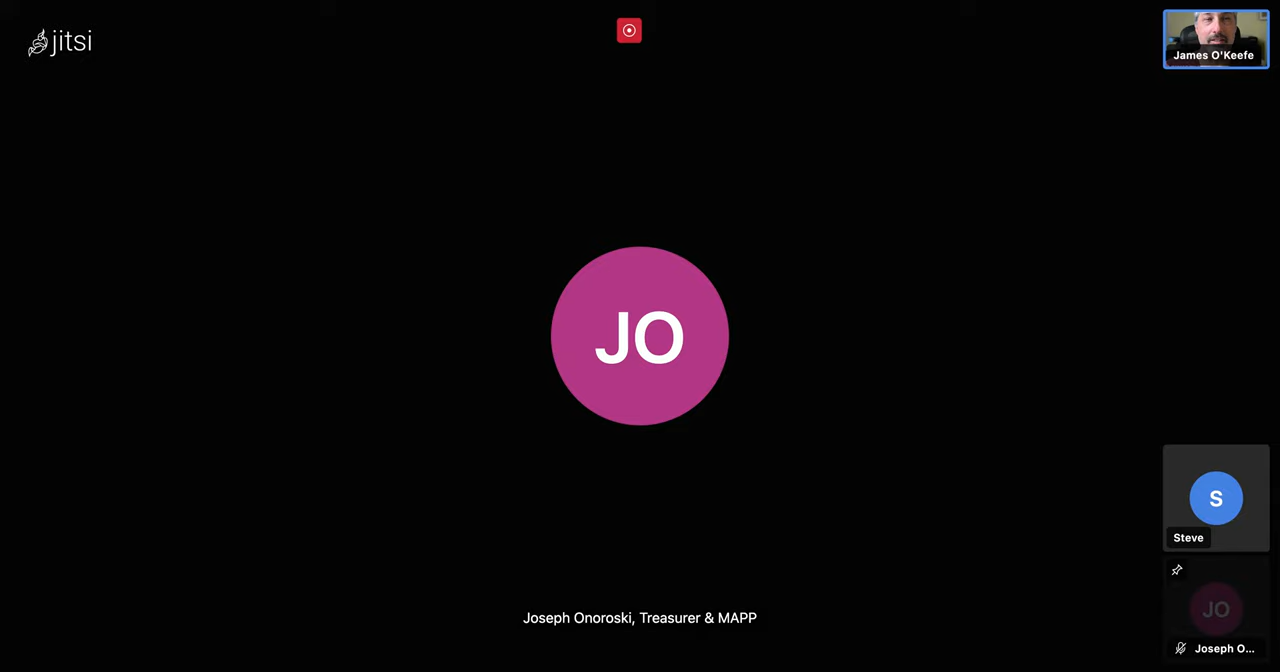 jitsi
James O'Keefe
JO
S
Steve
Joseph Onoroski, Treasurer & MAPP
JO
Joseph O...